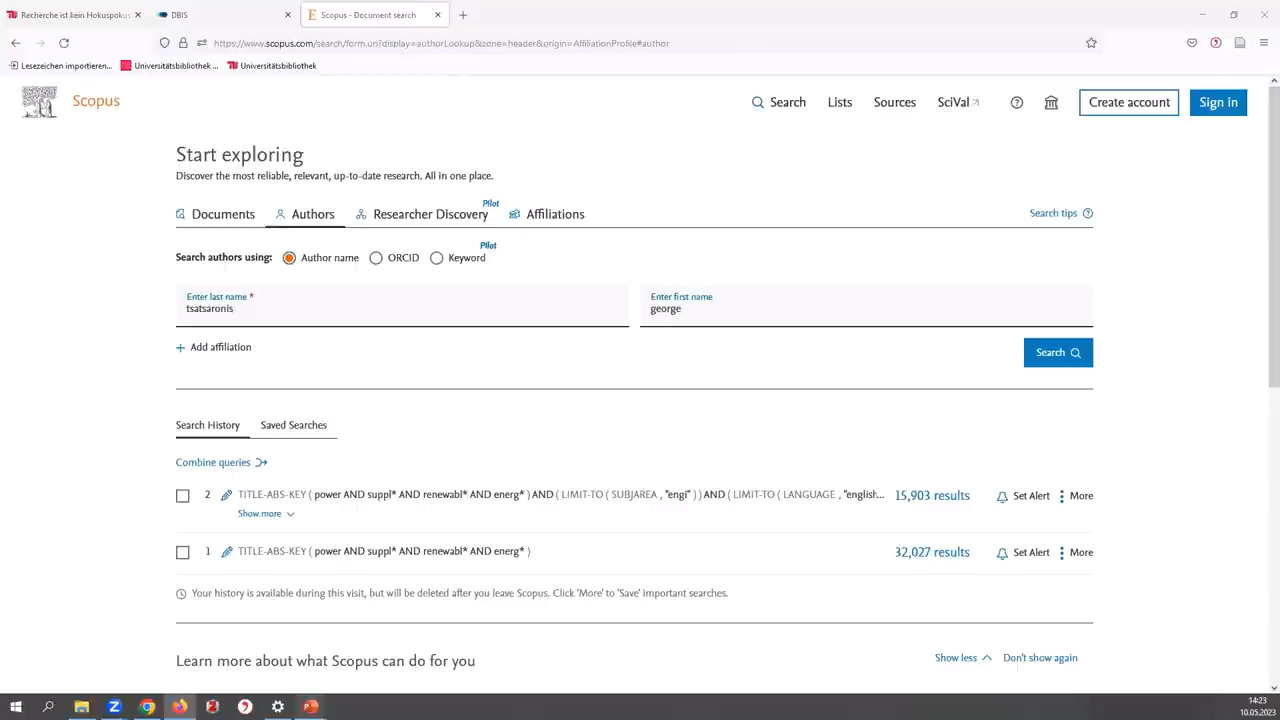 Recherche ist kein Hokuspokus
DBIS
Scopus - Document search
https://www.scopus.com/search/form.uri?display=authorLookup&zone=header&origin=AffiliationProfile#author
Lesezeichen importieren...
Universitätsbibliothek ...
Universitätsbibliothek
Scopus
Search
Lists
Sources
SciVal
Create account
Sign in
Start exploring
Discover the most reliable, relevant, up-to-date research. All in one place.
Documents
Authors
Researcher Discovery
Pilot
Affiliations
Search tips
Search authors using:
Author name
ORCID
Keyword
Pilot
Enter last name *
tsatsaronis
Enter first name
george
+ Add affiliation
Search
Search History
Saved Searches
Combine queries
2 TITLE-ABS-KEY ( power AND suppl* AND renewabl* AND energ* ) AND ( LIMIT-TO ( SUBJAREA , "engi" ) ) AND ( LIMIT-TO ( LANGUAGE , "english... 15,903 results Set Alert More
Show more
1 TITLE-ABS-KEY ( power AND suppl* AND renewabl* AND energ* ) 32,027 results Set Alert More
Your history is available during this visit, but will be deleted after you leave Scopus. Click 'More' to 'Save' important searches.
Learn more about what Scopus can do for you
Show less
Don't show again
14:23
10.05.2023